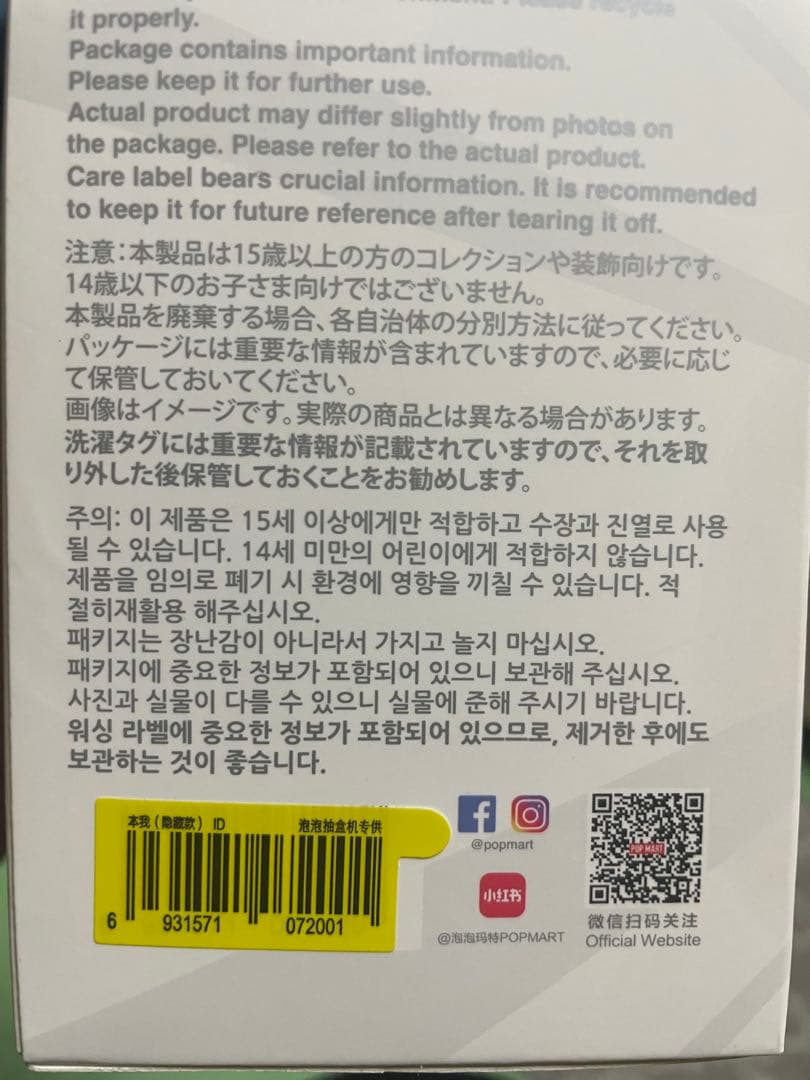 Please recycle
it properly.
Package contains important information.
Please keep it for further use.
Actual product may differ slightly from photos on
the package. Please refer to the actual product.
Care label bears crucial information. It is recommended
to keep it for future reference after tearing it off.
注意：本製品は15歳以上の方のコレクションや装飾向けです。
14歳以下のお子さま向けではございません。
本製品を廃棄する場合、各自治体の分別方法に従ってください。
パッケージには重要な情報が含まれていますので、必要に応じ
て保管しておいてください。
画像はイメージです。実際の商品とは異なる場合があります。
洗濯タグには重要な情報が記載されていますので、それを取
り外した後保管しておくことをお勧めします。
주의: 이 제품은 15세 이상에게만 적합하고 수장과 진열로 사용
될 수 있습니다. 14세 미만의 어린이에게 적합하지 않습니다.
제품을 임의로 폐기 시 환경에 영향을 끼칠 수 있습니다. 적
절히재활용 해주십시오.
패키지는 장난감이 아니라서 가지고 놀지 마십시오.
패키지에 중요한 정보가 포함되어 있으니 보관해 주십시오.
사진과 실물이 다를 수 있으니 실물에 준해 주시기 바랍니다.
워싱 라벨에 중요한 정보가 포함되어 있으므로, 제거한 후에도
보관하는 것이 좋습니다.
本我（隐藏款） ID 泡泡抽盒机专供
6 931571 072001
@popmart
小红书
@泡泡玛特POPMART
POP MART
微信扫码关注
Official Website